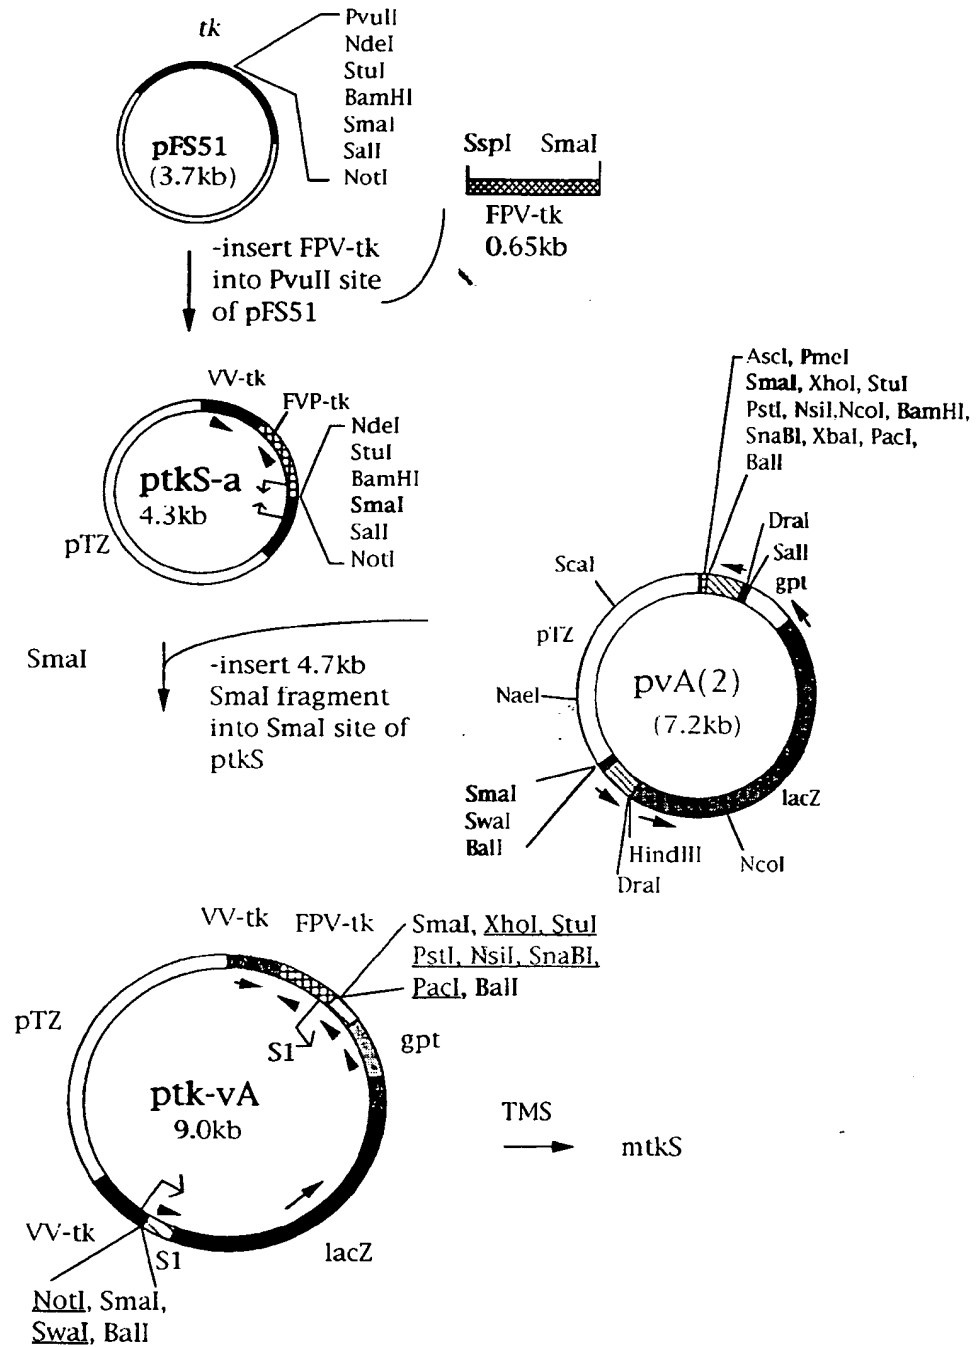 tk
PvuII
NdeI
StuI
BamHI
SmaI
SalI
NotI
pFS51
(3.7kb)
SspI SmaI
FPV-tk
0.65kb
-insert FPV-tk
into PvuII site
of pFS51
VV-tk
FVP-tk
NdeI
StuI
BamHI
SmaI
SalI
NotI
ptkS-a
4.3kb
pTZ
AscI, PmeI
SmaI, XhoI, StuI
PstI, NsiI,NcoI, BamHI,
SnaBI, XbaI, PacI,
BalI
DraI
SalI
gpt
ScaI
pTZ
NaeI
pvA(2)
(7.2kb)
lacZ
SmaI
SwaI
BalI
HindIII
NcoI
DraI
SmaI
-insert 4.7kb
SmaI fragment
into SmaI site of
ptkS
VV-tk FPV-tk
SmaI, XhoI, StuI
PstI, NsiI, SnaBI,
PacI, BalI
pTZ
S1
gpt
ptk-vA
9.0kb
TMS
mtkS
VV-tk
S1
lacZ
NotI, SmaI,
SwaI, BalI